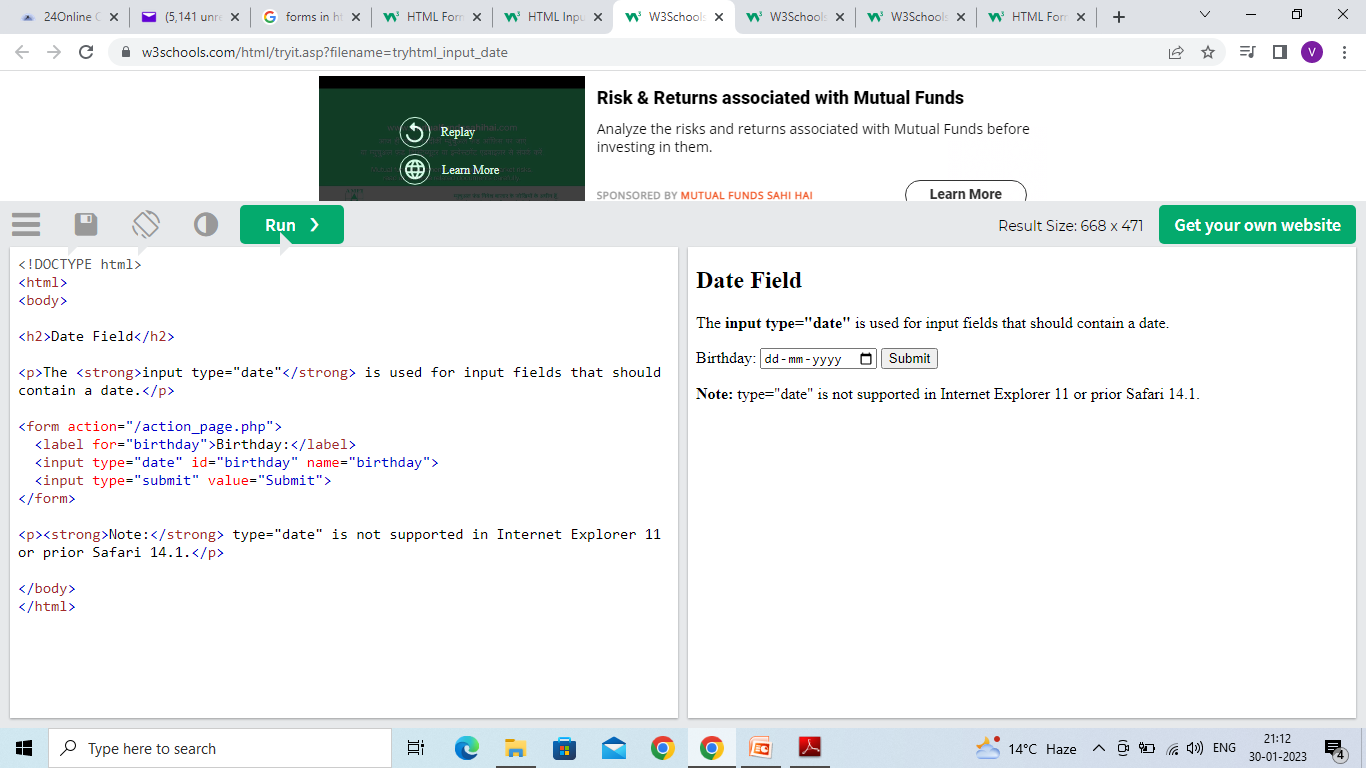 24Online C
(5,141 unre
forms in ht
HTML Form
HTML Inpu
W3Schools
W3Schools
W3Schools
HTML Form
w3schools.com/html/tryit.asp?filename=tryhtml_input_date
V
Replay
Learn More
Risk & Returns associated with Mutual Funds
Analyze the risks and returns associated with Mutual Funds before
investing in them.
SPONSORED BY MUTUAL FUNDS SAHI HAI
Learn More
Run ❯
Result Size: 668 x 471
Get your own website
<!DOCTYPE html>
<html>
<body>
<h2>Date Field</h2>
<p>The <strong>input type="date"</strong> is used for input fields that should
contain a date.</p>
<form action="/action_page.php">
<label for="birthday">Birthday:</label>
<input type="date" id="birthday" name="birthday">
<input type="submit" value="Submit">
</form>
<p><strong>Note:</strong> type="date" is not supported in Internet Explorer 11
or prior Safari 14.1.</p>
</body>
</html>
Date Field
The input type="date" is used for input fields that should contain a date.
Birthday: dd-mm-yyyy Submit
Note: type="date" is not supported in Internet Explorer 11 or prior Safari 14.1.
Type here to search
14°C Haze
ENG
21:12
30-01-2023
4